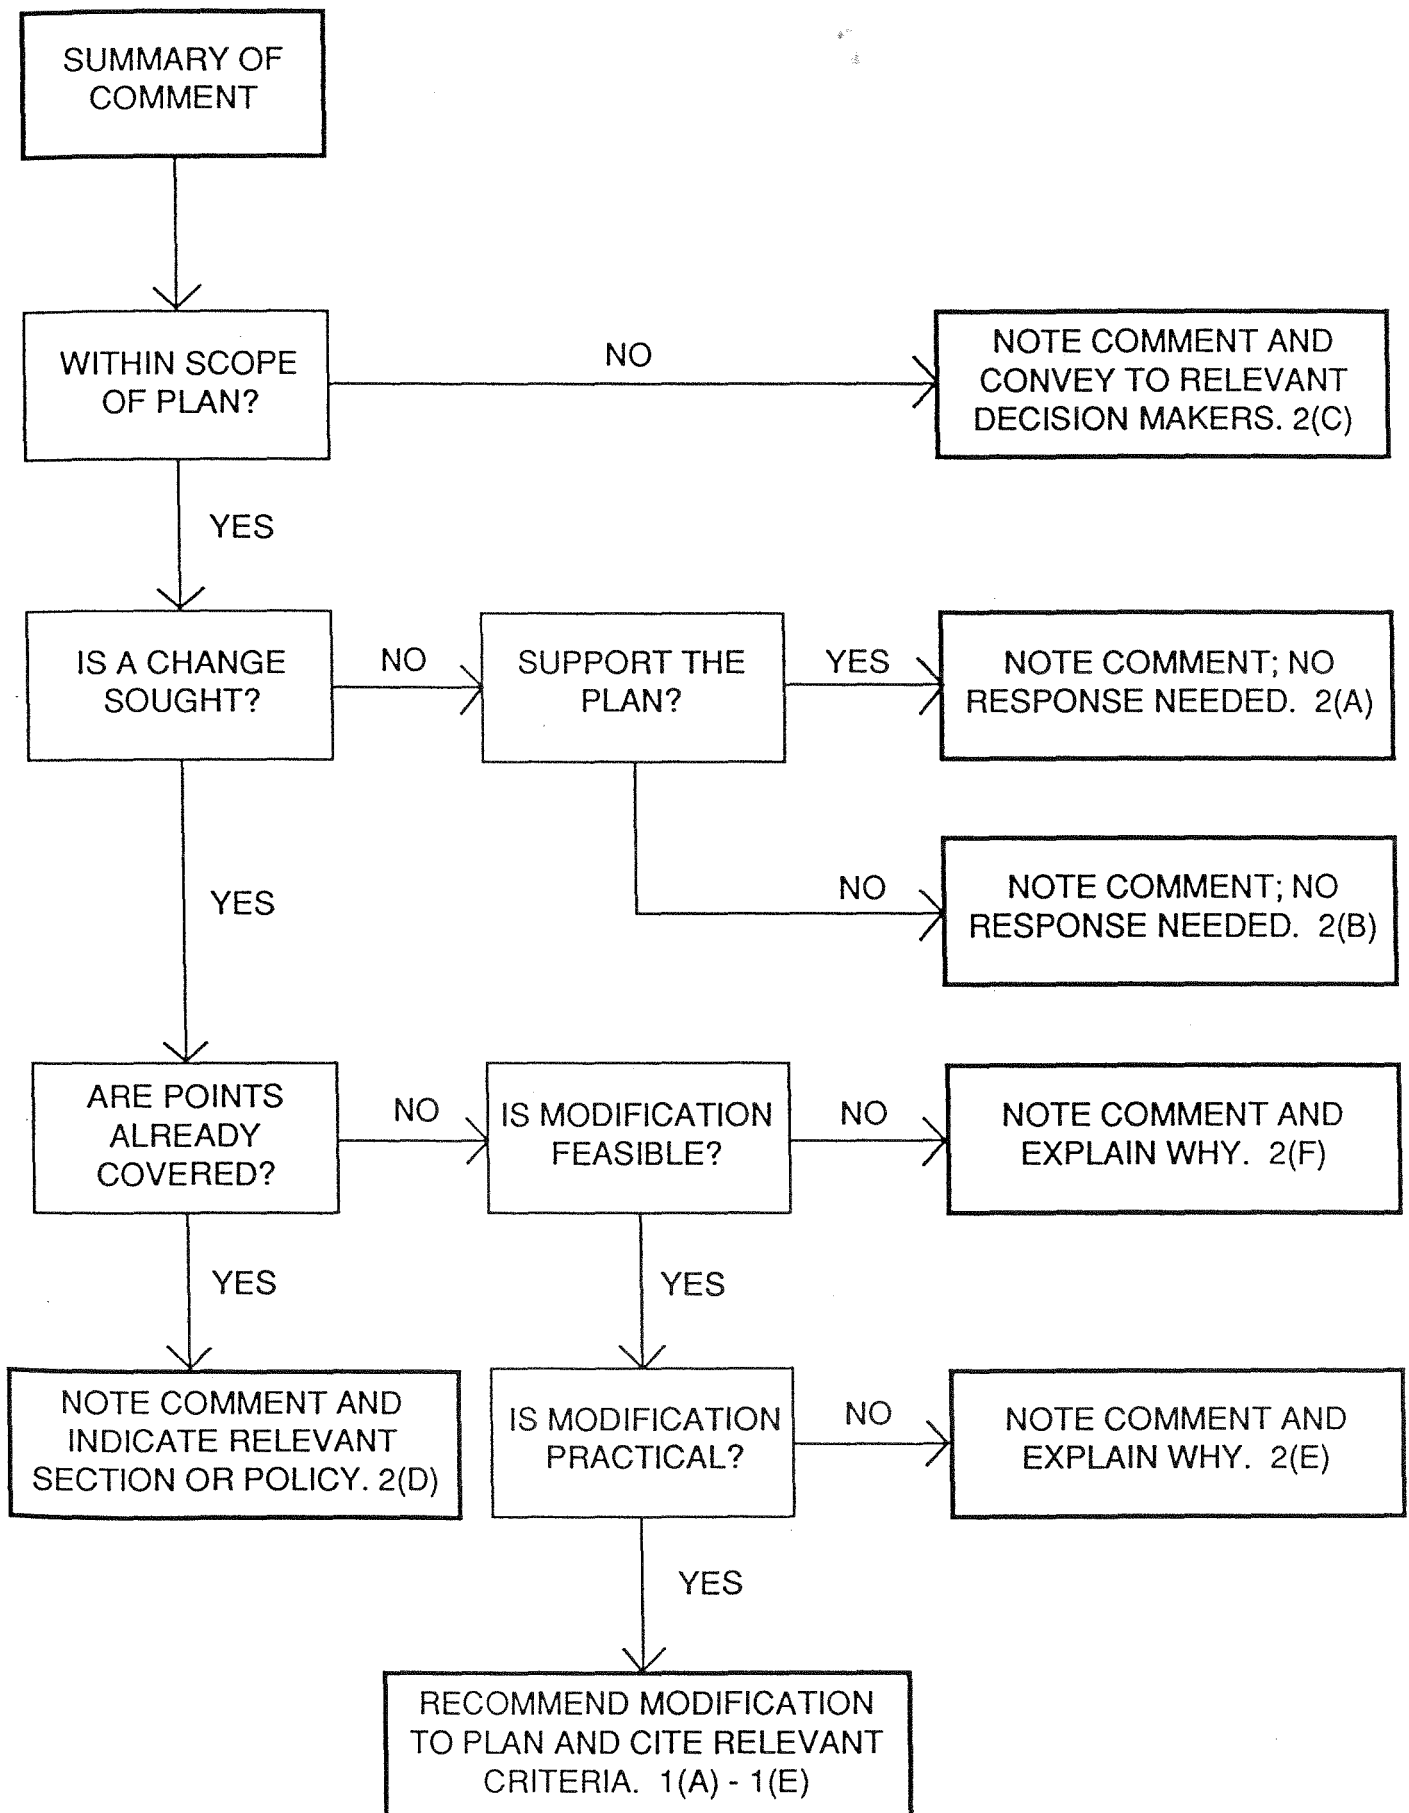 SUMMARY OF
COMMENT
WITHIN SCOPE
OF PLAN?
NO
NOTE COMMENT AND
CONVEY TO RELEVANT
DECISION MAKERS. 2(C)
YES
IS A CHANGE
SOUGHT?
NO
SUPPORT THE
PLAN?
YES
NOTE COMMENT; NO
RESPONSE NEEDED. 2(A)
NO
NOTE COMMENT; NO
RESPONSE NEEDED. 2(B)
YES
ARE POINTS
ALREADY
COVERED?
NO
IS MODIFICATION
FEASIBLE?
NO
NOTE COMMENT AND
EXPLAIN WHY. 2(F)
YES
YES
NOTE COMMENT AND
INDICATE RELEVANT
SECTION OR POLICY. 2(D)
IS MODIFICATION
PRACTICAL?
NO
NOTE COMMENT AND
EXPLAIN WHY. 2(E)
YES
RECOMMEND MODIFICATION
TO PLAN AND CITE RELEVANT
CRITERIA. 1(A) - 1(E)